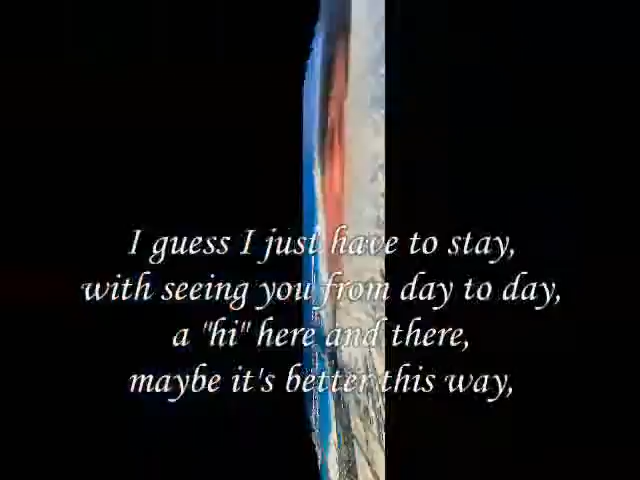 I guess I just have to stay,
with seeing you from day to day,
a "hi" here and there,
maybe it's better this way,